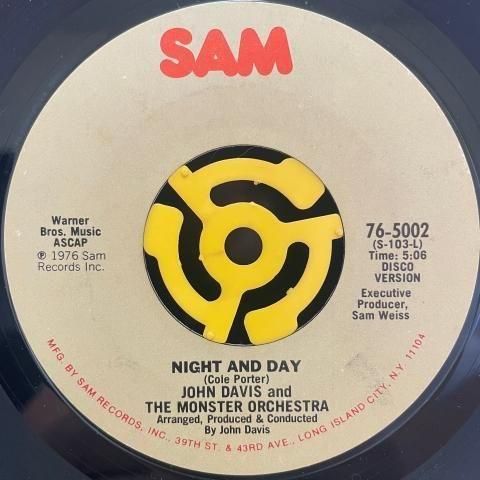 SAM
Warner
Bros. Music
ASCAP
℗ 1976 Sam
Records Inc.
76-5002
(S-103-L)
Time: 5:06
DISCO
VERSION
Executive
Producer,
Sam Weiss
NIGHT AND DAY
(Cole Porter)
JOHN DAVIS and
THE MONSTER ORCHESTRA
Arranged, Produced & Conducted
By John Davis
MFG. BY SAM RECORDS, INC., 39TH ST. & 43RD AVE., LONG ISLAND CITY, N.Y. 11104